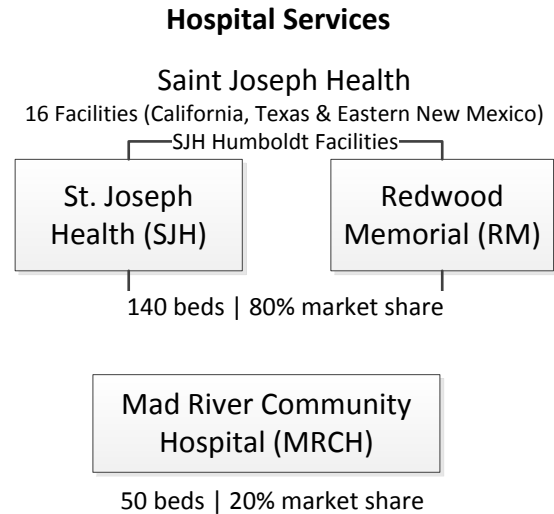 Hospital Services
Saint Joseph Health
16 Facilities (California, Texas & Eastern New Mexico)
SJH Humboldt Facilities
St. Joseph
Health (SJH)
Redwood
Memorial (RM)
140 beds | 80% market share
Mad River Community
Hospital (MRCH)
50 beds | 20% market share